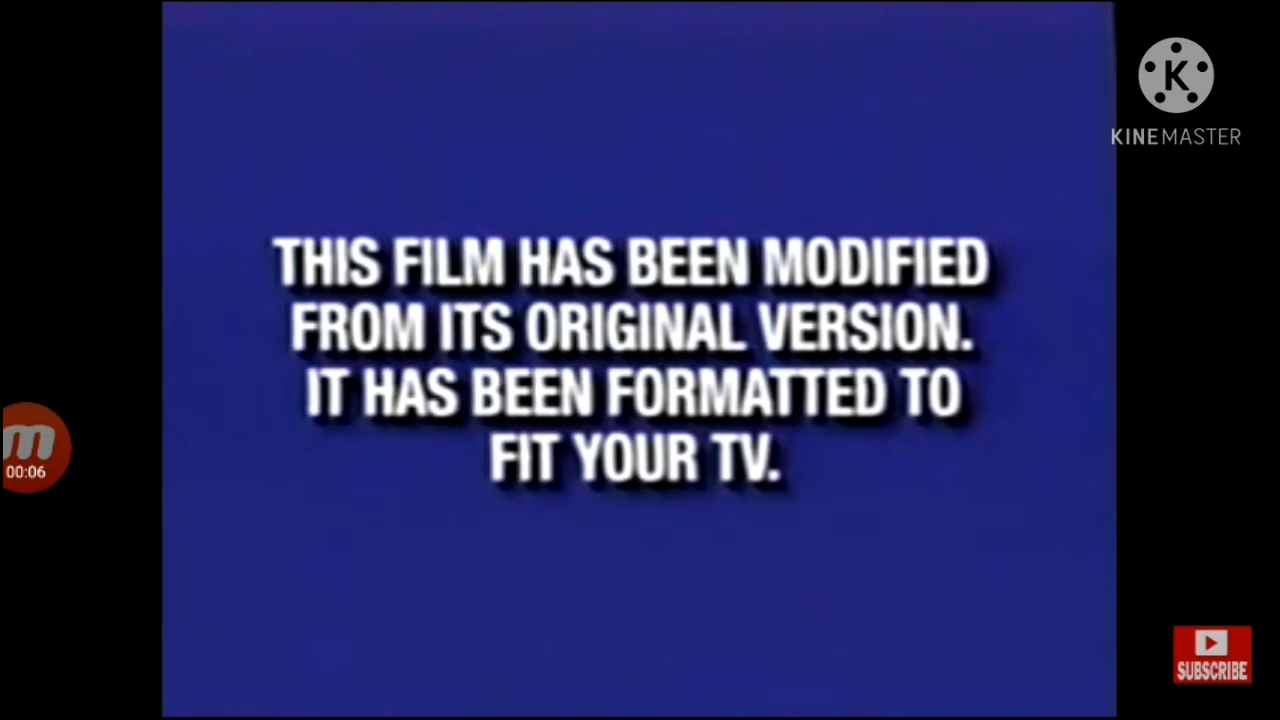 K
KINEMASTER
THIS FILM HAS BEEN MODIFIED
FROM ITS ORIGINAL VERSION.
IT HAS BEEN FORMATTED TO
FIT YOUR TV.
m
00:06
SUBSCRIBE